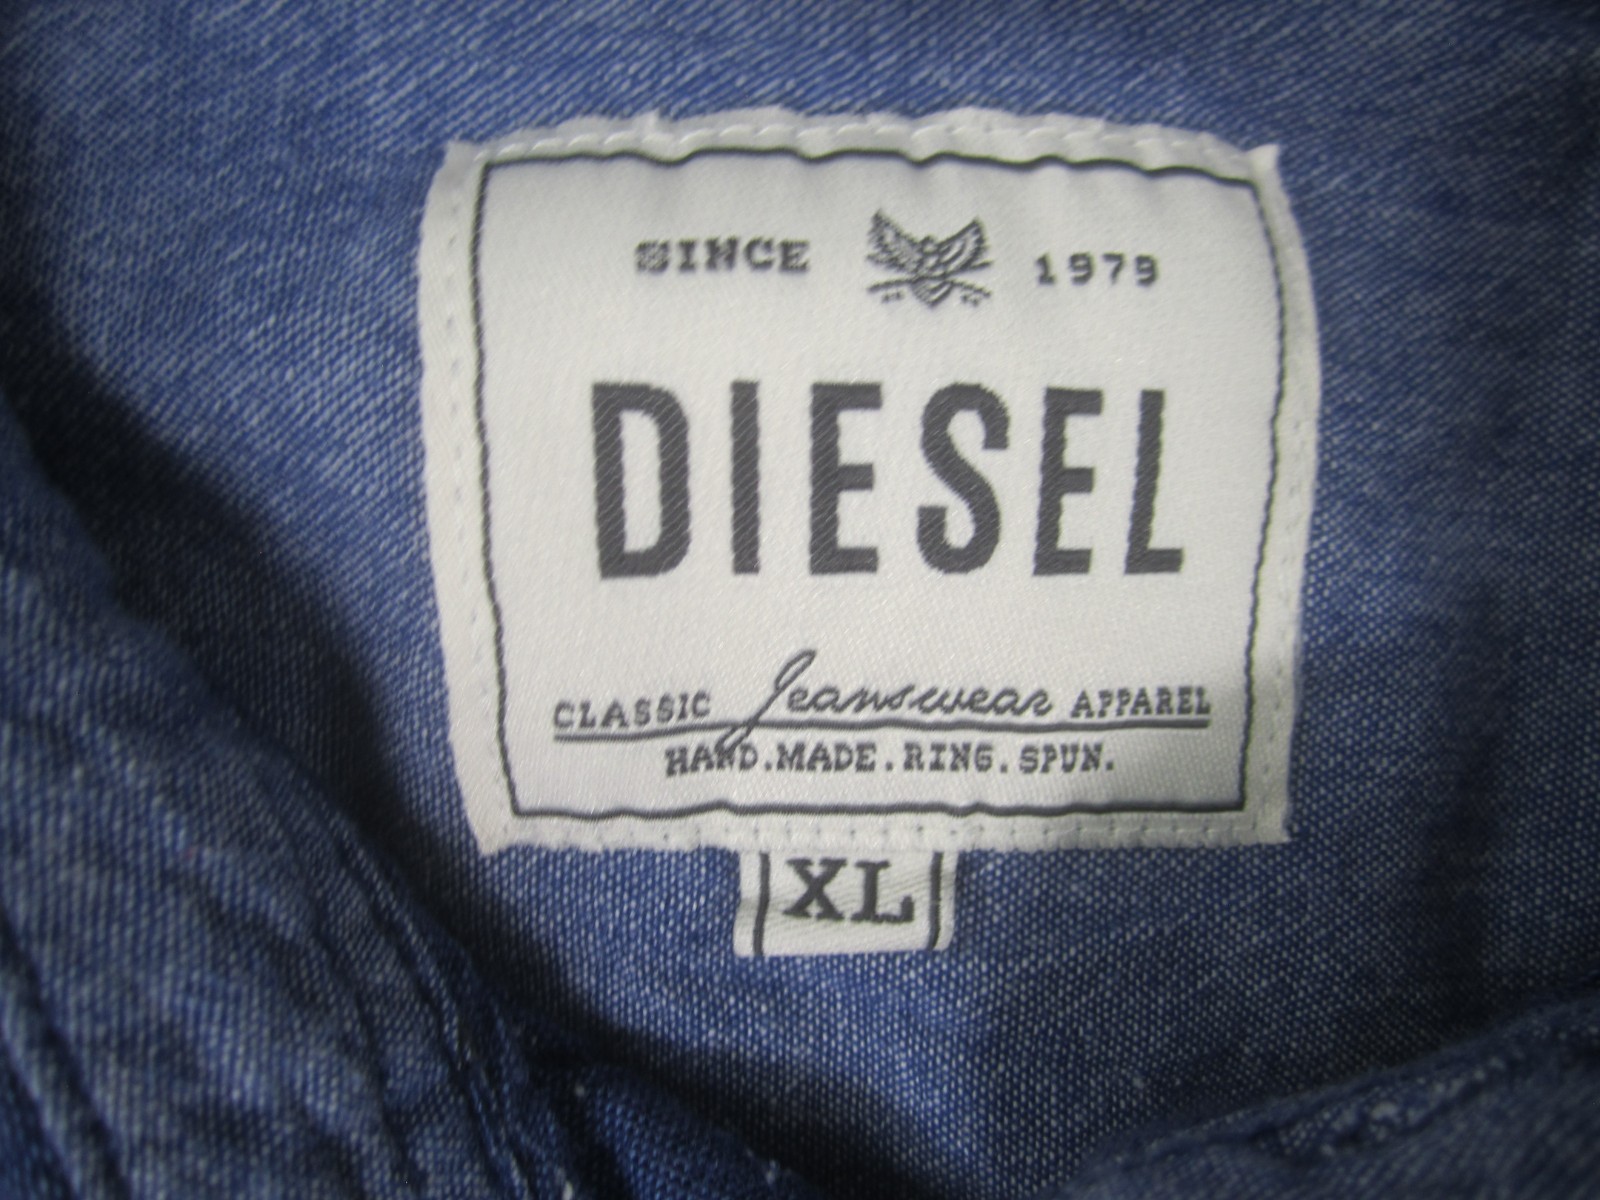 SINCE 1979
DIESEL
CLASSIC Jeanswear APPAREL
HAND.MADE.RING.SPUN.
XL